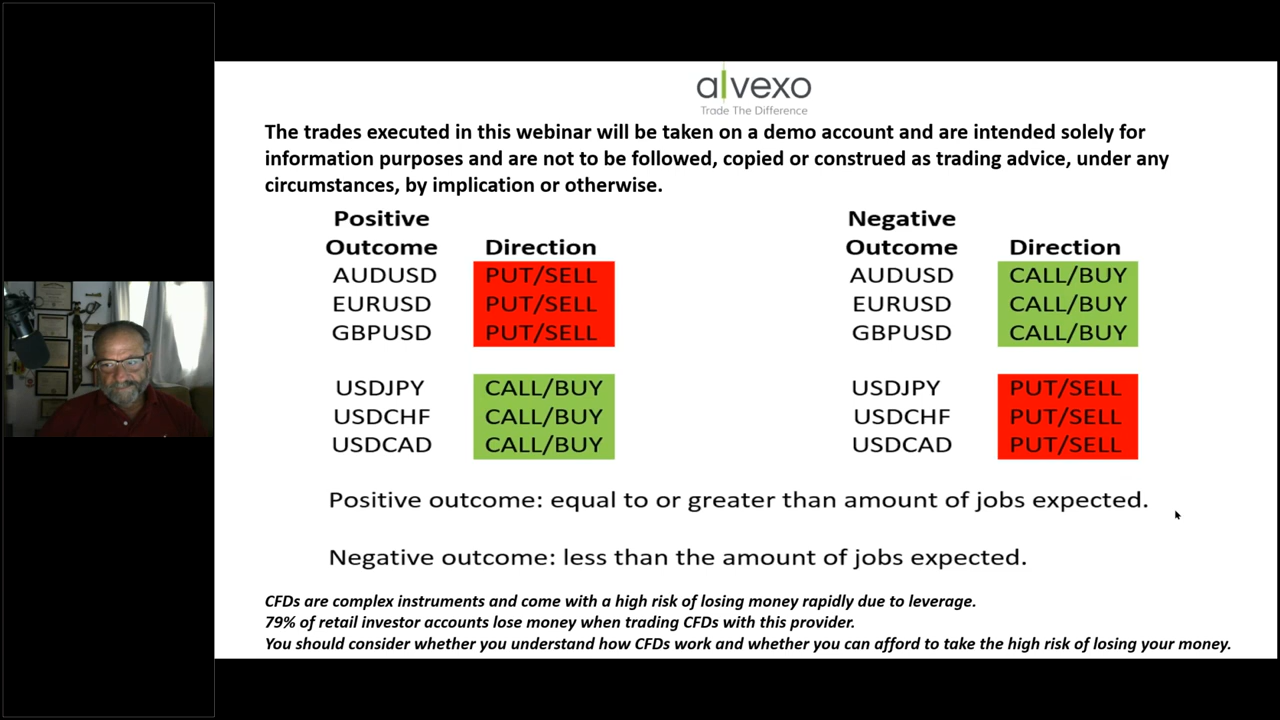 alvexo
Trade The Difference
The trades executed in this webinar will be taken on a demo account and are intended solely for
information purposes and are not to be followed, copied or construed as trading advice, under any
circumstances, by implication or otherwise.
Positive
Outcome Direction
AUDUSD PUT/SELL
EURUSD PUT/SELL
GBPUSD PUT/SELL
USDJPY CALL/BUY
USDCHF CALL/BUY
USDCAD CALL/BUY
Negative
Outcome Direction
AUDUSD CALL/BUY
EURUSD CALL/BUY
GBPUSD CALL/BUY
USDJPY PUT/SELL
USDCHF PUT/SELL
USDCAD PUT/SELL
Positive outcome: equal to or greater than amount of jobs expected.
Negative outcome: less than the amount of jobs expected.
CFDs are complex instruments and come with a high risk of losing money rapidly due to leverage.
79% of retail investor accounts lose money when trading CFDs with this provider.
You should consider whether you understand how CFDs work and whether you can afford to take the high risk of losing your money.